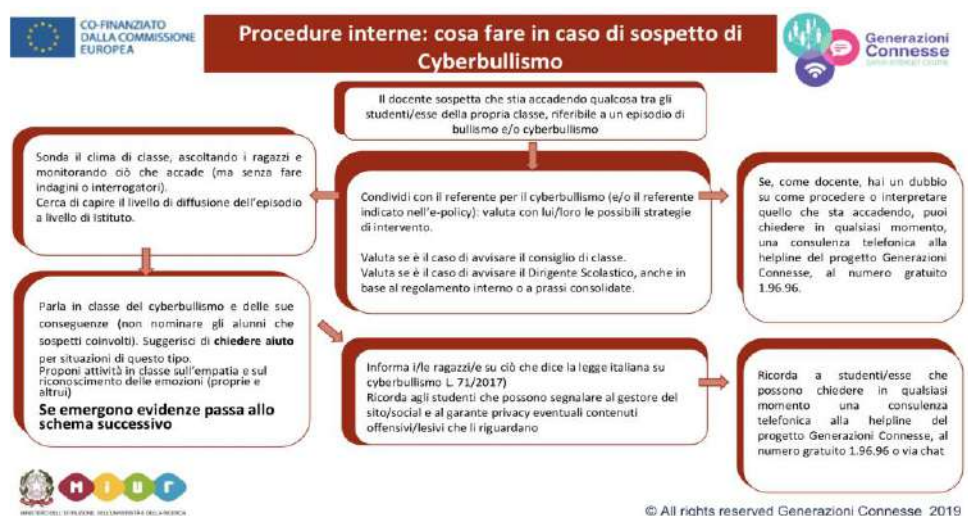 CO-FINANZIATO
DALLA COMMISSIONE
EUROPEA
Procedure interne: cosa fare in caso di sospetto di
Cyberbullismo
Generazioni
Connesse
Il docente sospetta che stia accadendo qualcosa tra gli
studenti/esse della propria classe, riferibile a un episodio di
bullismo e/o cyberbullismo
Sonda il clima di classe, ascoltando i ragazzi e
monitorando ciò che accade (ma senza fare
indagini o interrogatori).
Cerca di capire il livello di diffusione dell'episodio
a livello di Istituto.
Condividi con il referente per il cyberbullismo (e/o il referente
indicato nell'e-policy): valuta con lui/loro le possibili strategie
di intervento.
Valuta se è il caso di avvisare il consiglio di classe.
Valuta se è il caso di avvisare il Dirigente Scolastico, anche in
base al regolamento interno o a prassi consolidate.
Se, come docente, hai un dubbio
su come procedere o interpretare
quello che sta accadendo, puoi
chiedere in qualsiasi momento,
una consulenza telefonica alla
helpline del progetto Generazioni
Connesse, al numero gratuito
1.96.96.
Parla in classe del cyberbullismo e delle sue
conseguenze (non nominare gli alunni che
sospetti coinvolti). Suggerisci di chiedere aiuto
per situazioni di questo tipo.
Proponi attività in classe sull'empatia e sul
riconoscimento delle emozioni (proprie e
altrui)
Se emergono evidenze passa allo
schema successivo
Informa i/le ragazzi/e su ciò che dice la legge italiana su
cyberbullismo L. 71/2017)
Ricorda agli studenti che possono segnalare al gestore del
sito/social e al garante privacy eventuali contenuti
offensivi/lesivi che li riguardano
Ricorda a studenti/esse che
possono chiedere in qualsiasi
momento una consulenza
telefonica alla helpline del
progetto Generazioni Connesse, al
numero gratuito 1.96.96 o via chat
MIUR
© All rights reserved Generazioni Connesse 2019